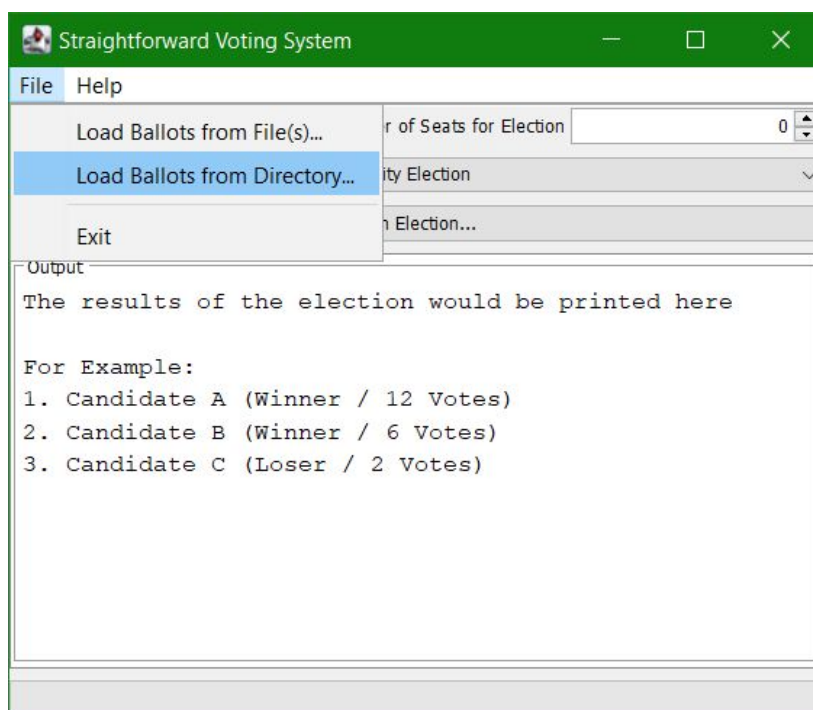 Straightforward Voting System
File Help
Load Ballots from File(s)...
r of Seats for Election 0
Load Ballots from Directory...
ity Election
Exit
n Election...
Output
The results of the election would be printed here
For Example:
1. Candidate A (Winner / 12 Votes)
2. Candidate B (Winner / 6 Votes)
3. Candidate C (Loser / 2 Votes)